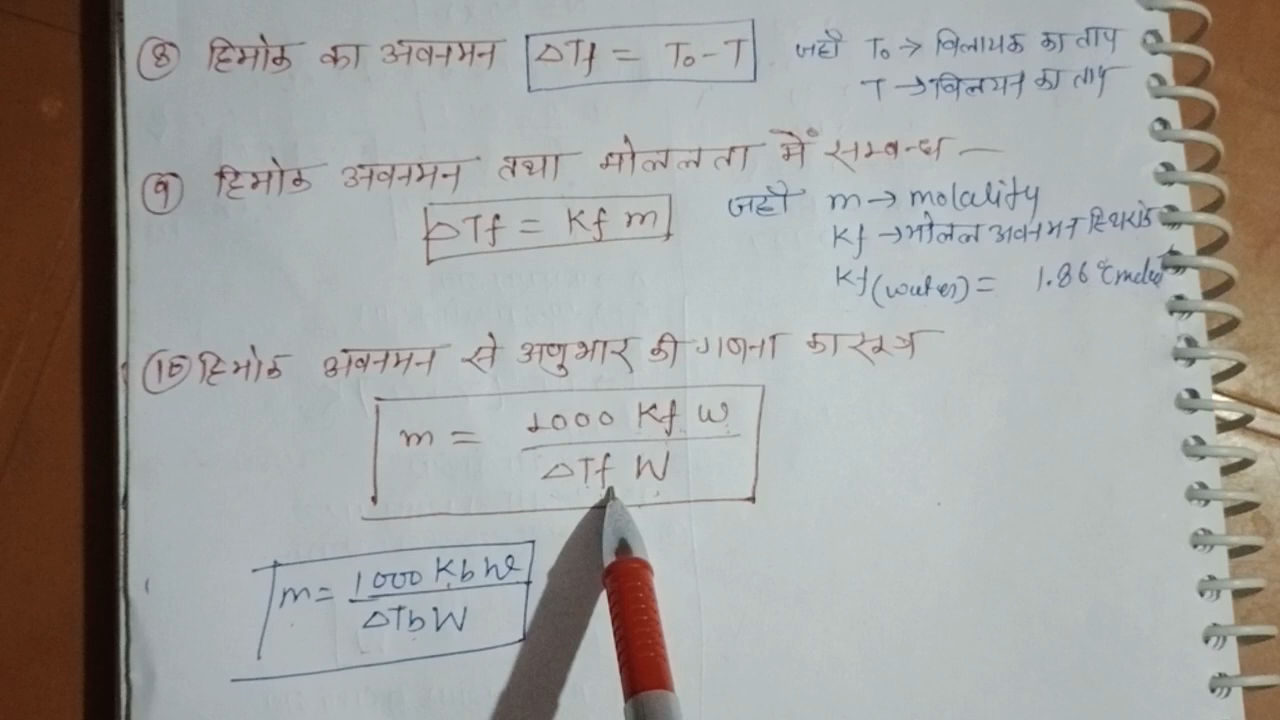 ⑧ हिमांक का अवनमन ΔTf = T₀ - T जहाँ T₀ → विलायक का ताप
T → विलयन का ताप
⑨ हिमांक अवनमन तथा मोललता में सम्बन्ध —
ΔTf = Kf m जहाँ m → molality
Kf → मोलल अवनमन स्थिरांक
Kf (water) = 1.86 °C
⑩ हिमांक अवनमन से अणुभार की गणना का सूत्र
m = 1000 Kf w
ΔTf W
m = 1000 Kb w
ΔTb W